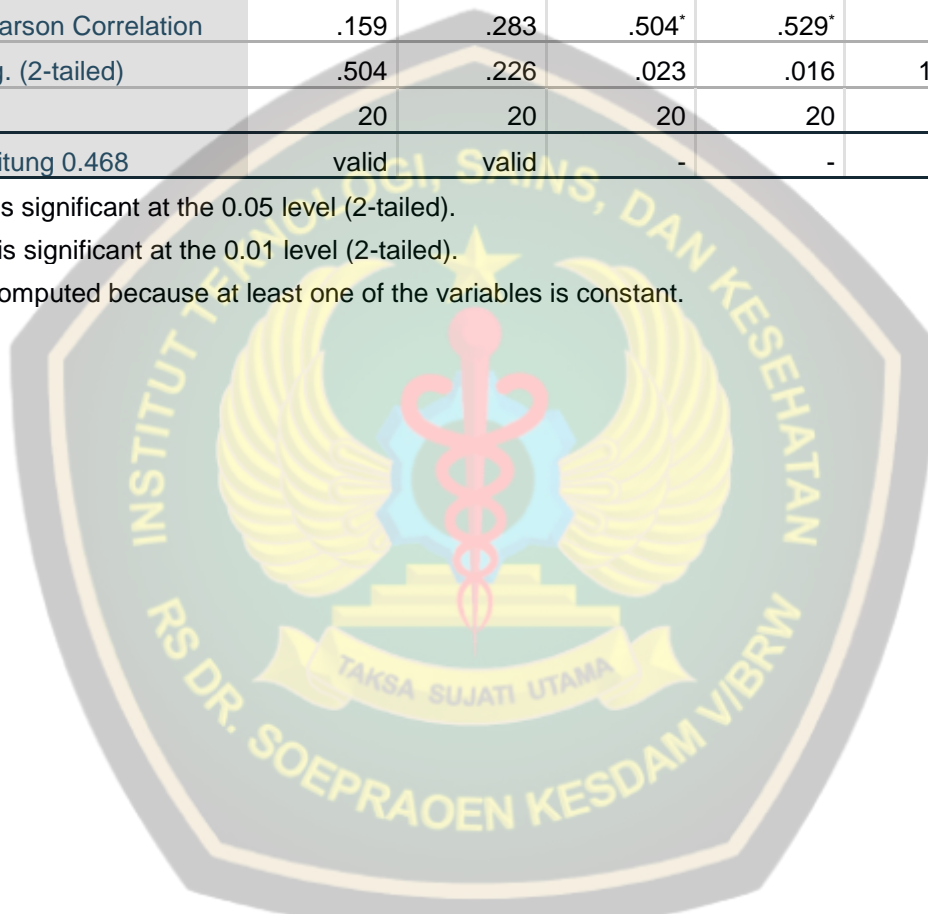 arson Correlation .159 .283 .504* .529*
g. (2-tailed) .504 .226 .023 .016 1
20 20 20 20
itung 0.468 valid valid - -
s significant at the 0.05 level (2-tailed).
is significant at the 0.01 level (2-tailed).
omputed because at least one of the variables is constant.
INSTITUT TEKNOLOGI, SAINS, DAN KESEHATAN
TAKSA SUJATI UTAMA
RS DR. SOEPRAOEN KESDAM V/BRW